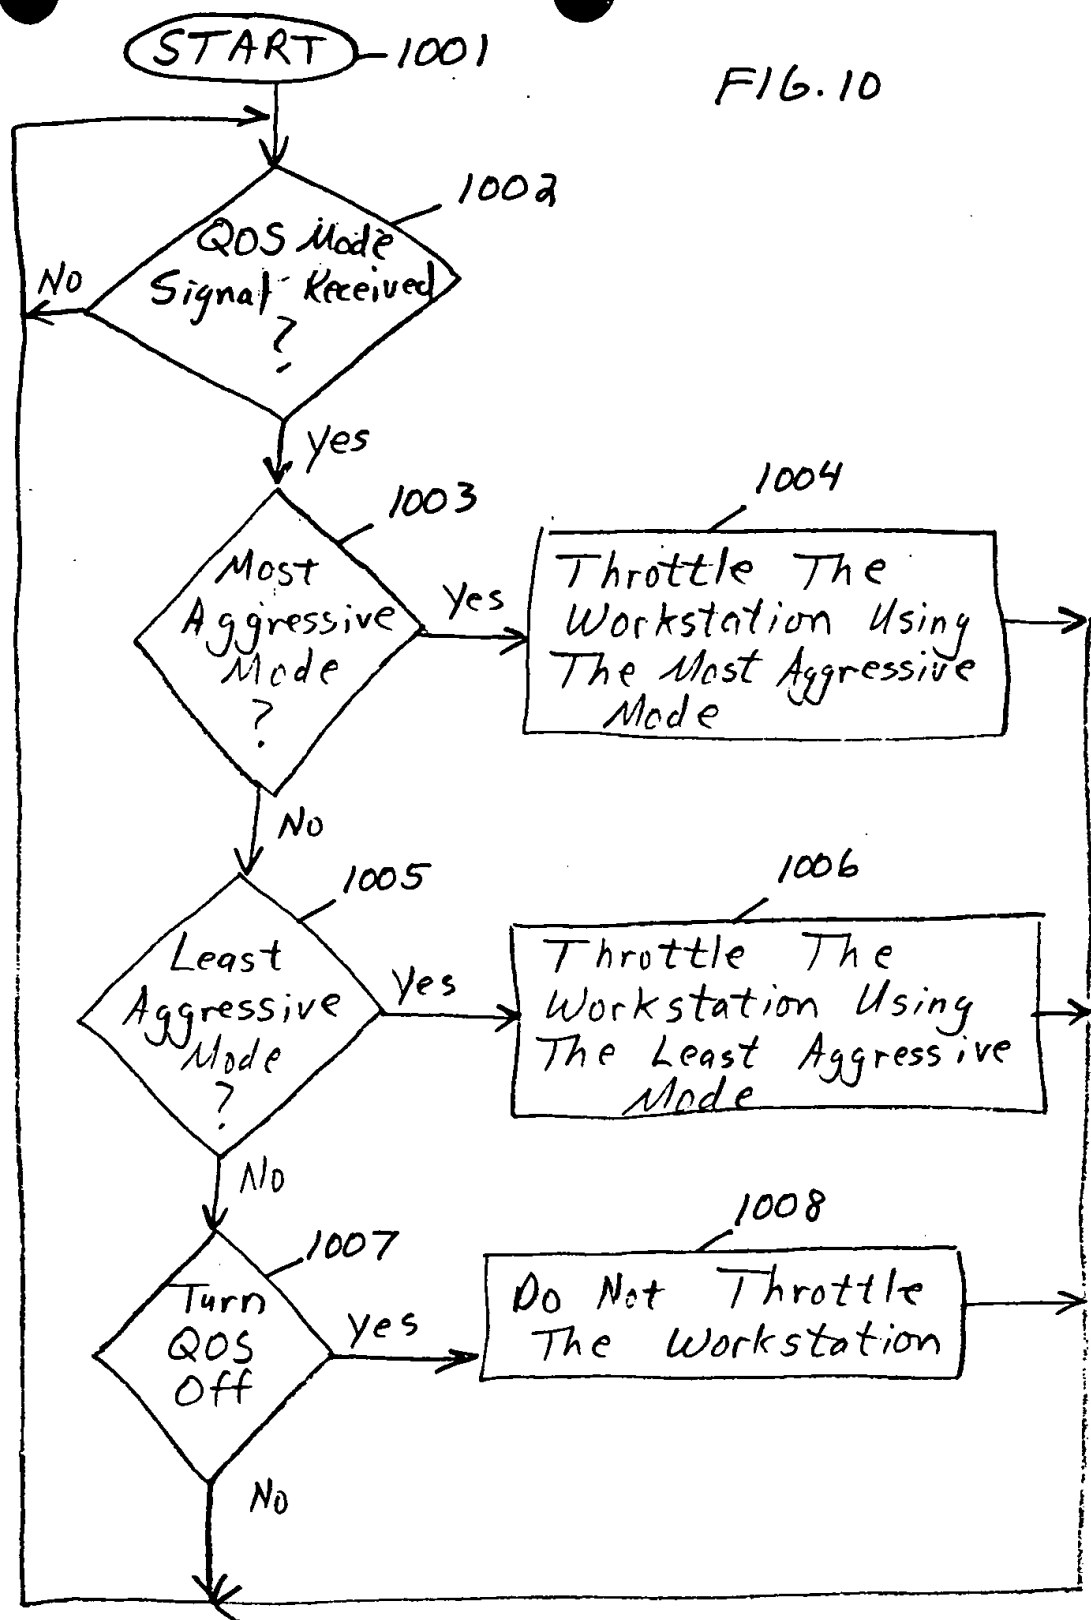 START
1001
FIG. 10
1002
QOS Mode
Signal Received
?
No
Yes
1003
Most
Aggressive
Mode
?
Yes
1004
Throttle The
Workstation Using
The Most Aggressive
Mode
No
1005
Least
Aggressive
Mode
?
Yes
1006
Throttle The
Workstation Using
The Least Aggressive
Mode
No
1007
Turn
QOS
Off
Yes
1008
Do Not Throttle
The Workstation
No